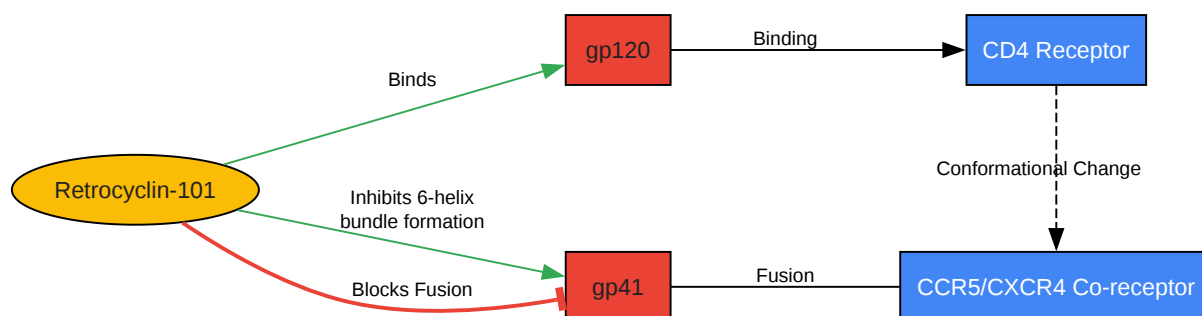 gp120
Binding
CD4 Receptor
Binds
Conformational Change
Retrocyclin-101
Inhibits 6-helix
bundle formation
Blocks Fusion
gp41
Fusion
CCR5/CXCR4 Co-receptor